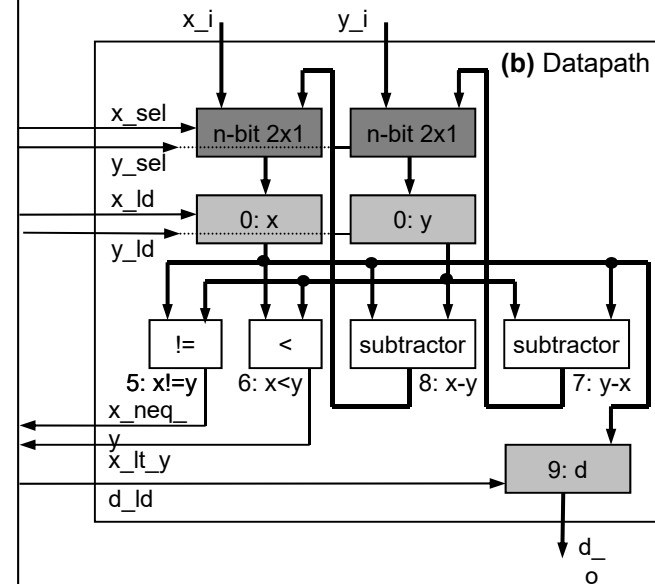 x_i
y_i
(b) Datapath
x_sel
n-bit 2x1
n-bit 2x1
y_sel
x_ld
0: x
0: y
y_ld
!=
<
subtractor
subtractor
5: x!=y
6: x<y
8: x-y
7: y-x
x_neq_
y
x_lt_y
9: d
d_ld
d_
o